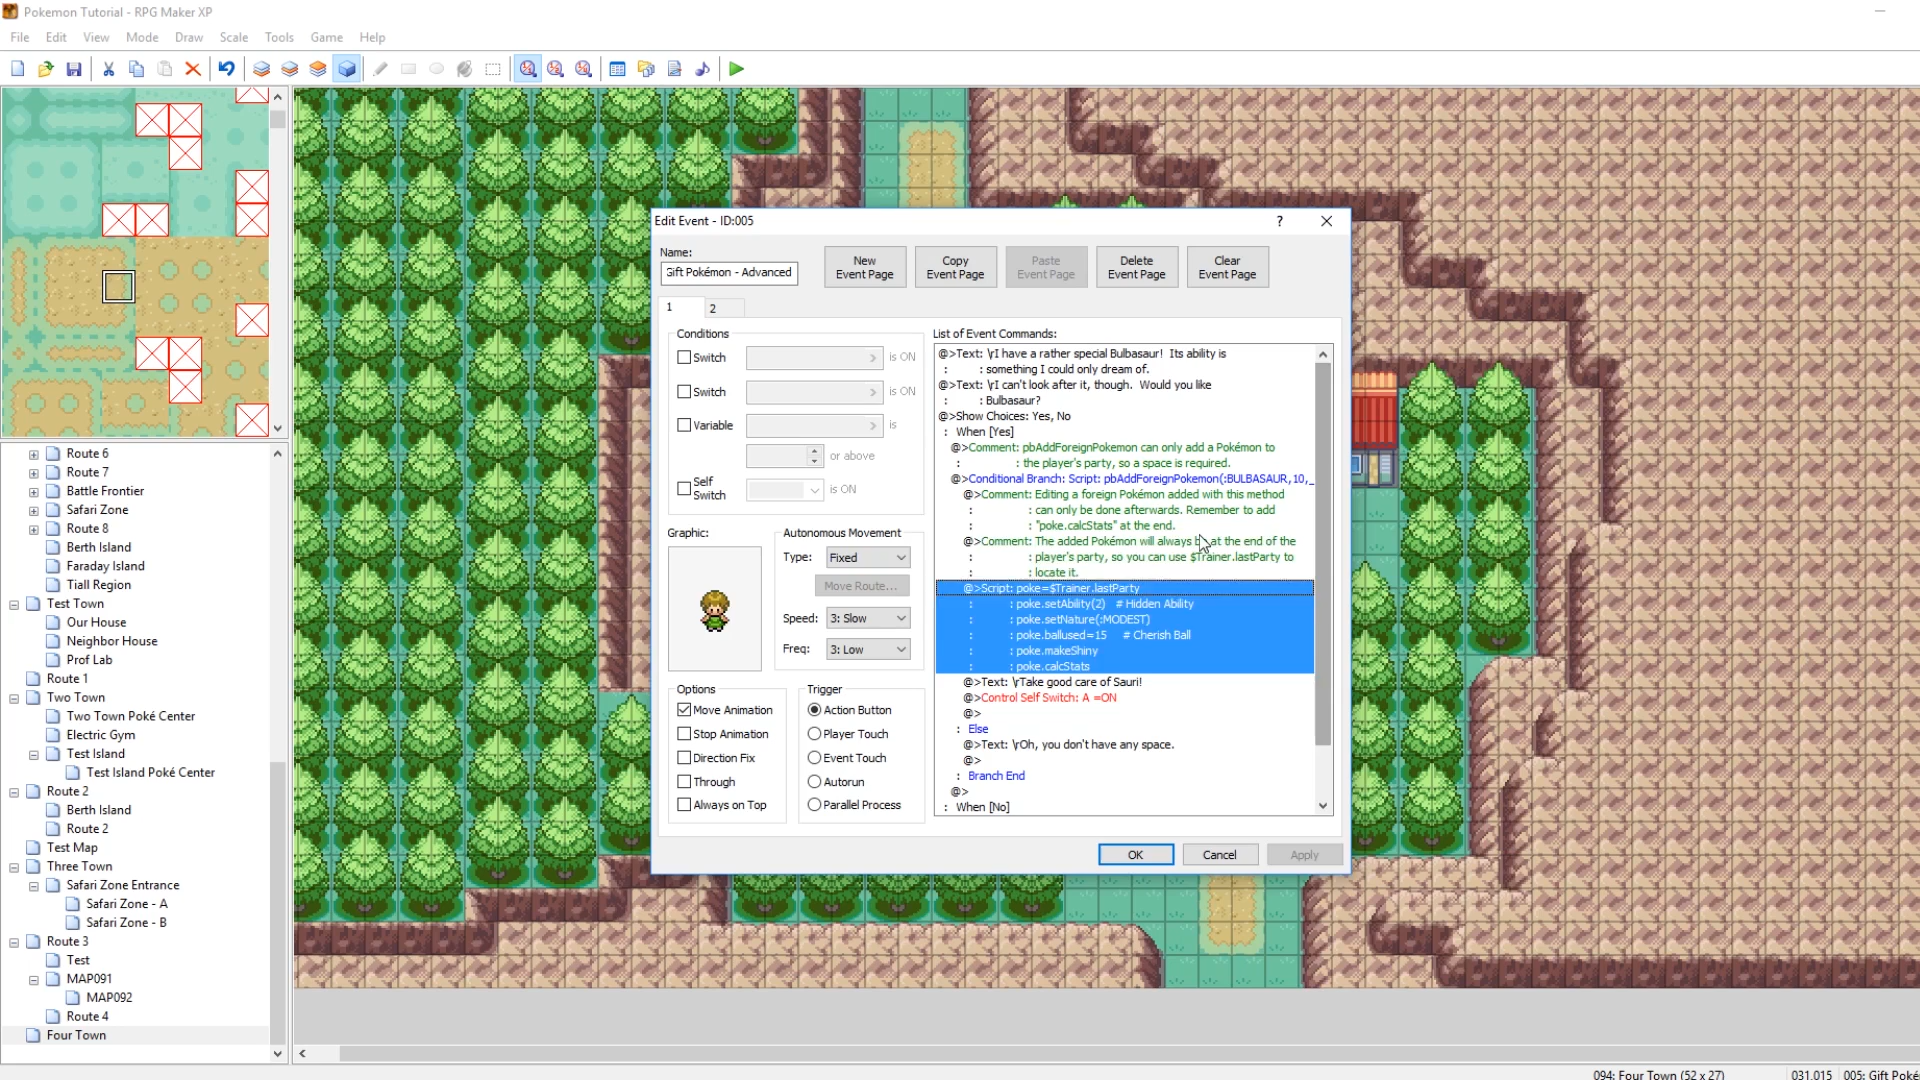 Pokemon Tutorial - RPG Maker XP
File Edit View Mode Draw Scale Tools Game Help
Route 6
Route 7
Battle Frontier
Safari Zone
Route 8
Berth Island
Faraday Island
Tiall Region
Test Town
Our House
Neighbor House
Prof Lab
Route 1
Two Town
Two Town Poké Center
Electric Gym
Test Island
Test Island Poké Center
Route 2
Berth Island
Route 2
Test Map
Three Town
Safari Zone Entrance
Safari Zone - A
Safari Zone - B
Route 3
Test
MAP091
MAP092
Route 4
Four Town
Edit Event - ID:005
?
Name:
Gift Pokémon - Advanced
New
Event Page
Copy
Event Page
Paste
Event Page
Delete
Event Page
Clear
Event Page
1 2
Conditions
Switch is ON
Switch is ON
Variable is
or above
Self
Switch is ON
Graphic:
Autonomous Movement
Type: Fixed
Move Route...
Speed: 3: Slow
Freq: 3: Low
Options
Move Animation
Stop Animation
Direction Fix
Through
Always on Top
Trigger
Action Button
Player Touch
Event Touch
Autorun
Parallel Process
List of Event Commands:
@>Text: \rI have a rather special Bulbasaur!  Its ability is
: : something I could only dream of.
@>Text: \rI can't look after it, though.  Would you like
: : Bulbasaur?
@>Show Choices: Yes, No
: When [Yes]
@>Comment: pbAddForeignPokemon can only add a Pokémon to
: : the player's party, so a space is required.
@>Conditional Branch: Script: pbAddForeignPokemon(:BULBASAUR,10,_
@>Comment: Editing a foreign Pokémon added with this method
: : can only be done afterwards. Remember to add
: : "poke.calcStats" at the end.
@>Comment: The added Pokémon will always be at the end of the
: : player's party, so you can use $Trainer.lastParty to
: : locate it.
@>Script: poke=$Trainer.lastParty
: : poke.setAbility(2)   # Hidden Ability
: : poke.setNature(:MODEST)
: : poke.ballused=15     # Cherish Ball
: : poke.makeShiny
: : poke.calcStats
@>Text: \rTake good care of Sauri!
@>Control Self Switch: A =ON
@>
: Else
@>Text: \rOh, you don't have any space.
@>
: Branch End
@>
: When [No]
OK Cancel Apply
094: Four Town (52 x 27) 031,015 005: Gift Poké